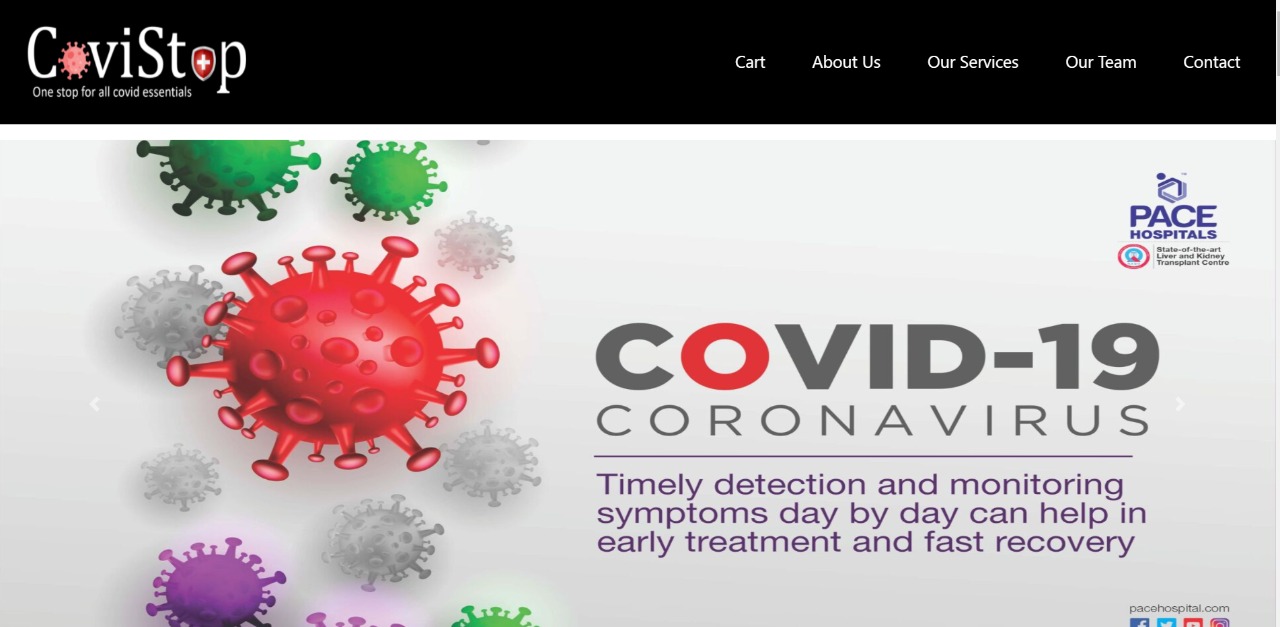 CoviStop
One stop for all covid essentials
Cart About Us Our Services Our Team Contact
PACE
HOSPITALS
State-of-the-art
Liver and Kidney
Transplant Centre
COVID-19
CORONAVIRUS
Timely detection and monitoring
symptoms day by day can help in
early treatment and fast recovery
pacehospital.com